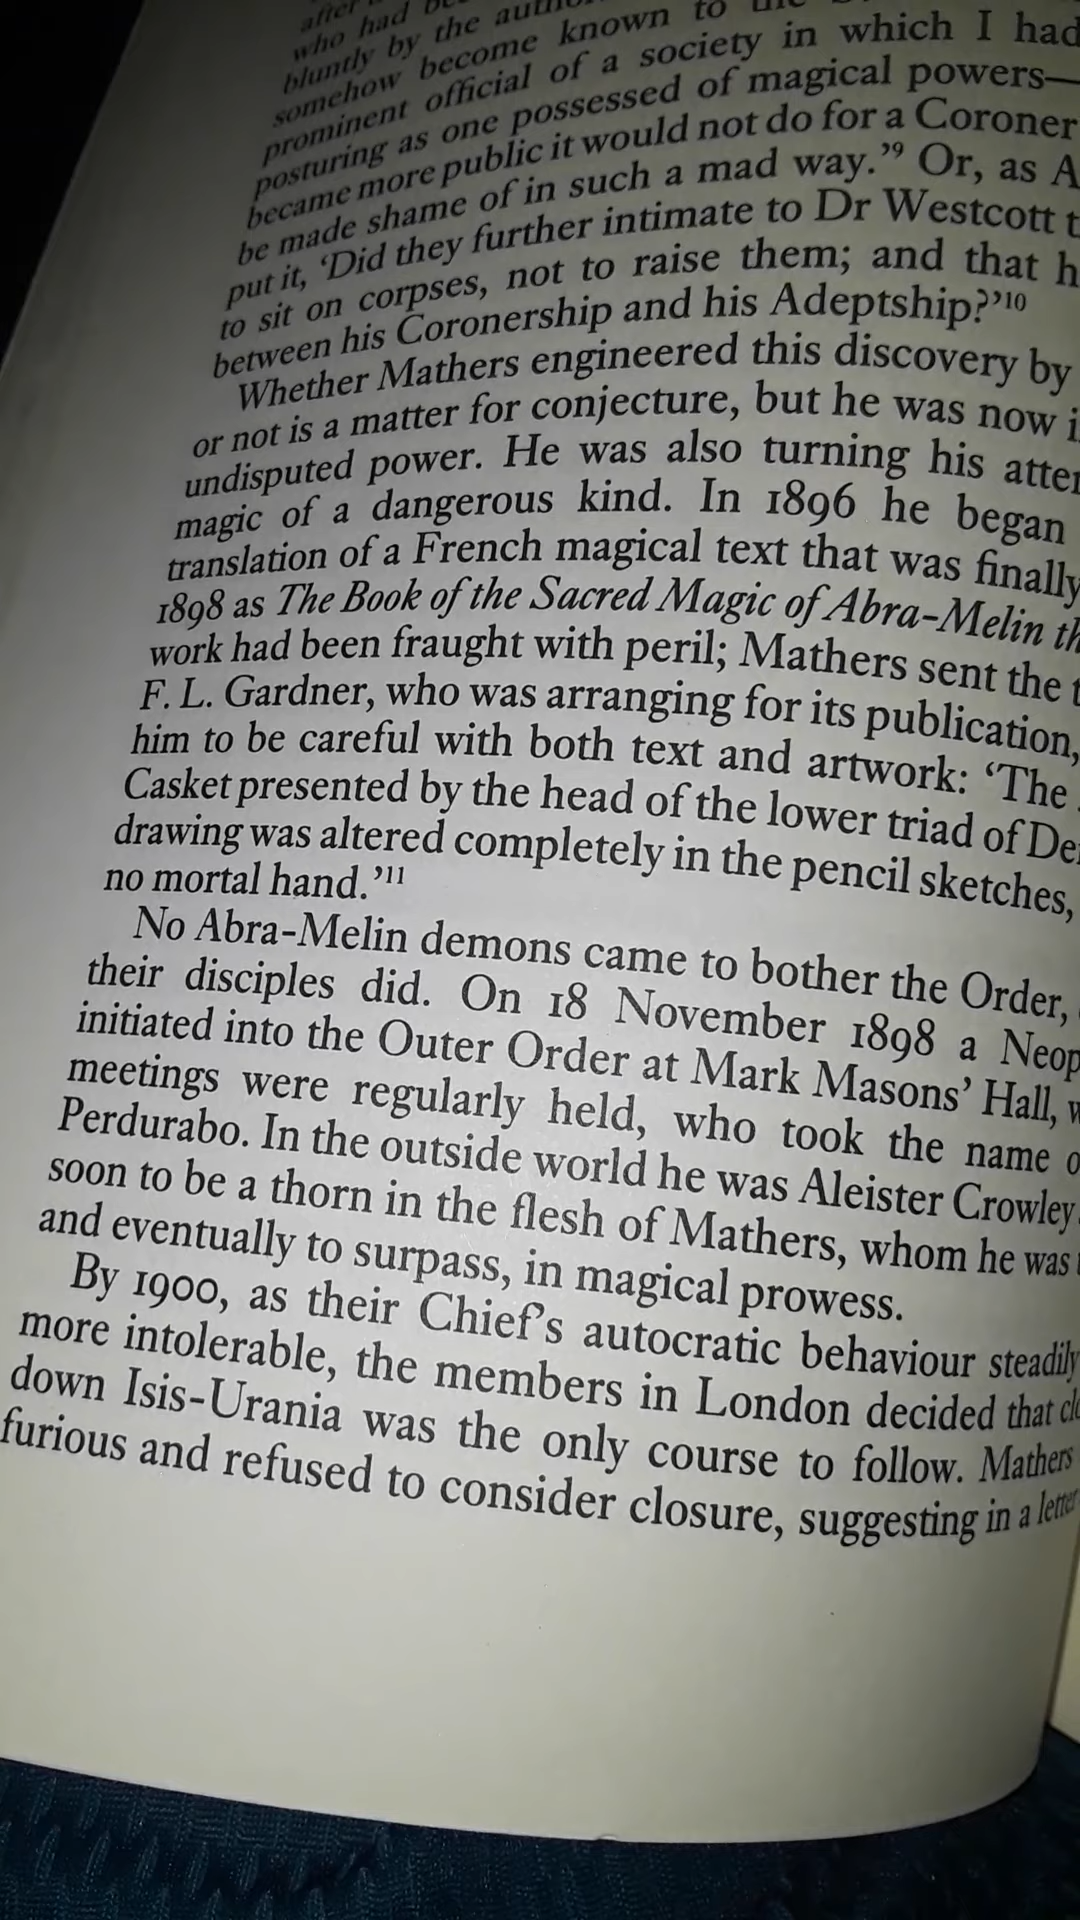 after
who had
bluntly by the
somehow become known to the
prominent official of a society in which I had
posturing as one possessed of magical powers—
became more public it would not do for a Coroner
be made shame of in such a mad way.’⁹ Or, as A
put it, ‘Did they further intimate to Dr Westcott t
to sit on corpses, not to raise them; and that h
between his Coronership and his Adeptship?’¹⁰
Whether Mathers engineered this discovery by
or not is a matter for conjecture, but he was now i
undisputed power. He was also turning his atten
magic of a dangerous kind. In 1896 he began
translation of a French magical text that was finally
1898 as The Book of the Sacred Magic of Abra-Melin th
work had been fraught with peril; Mathers sent the t
F. L. Gardner, who was arranging for its publication,
him to be careful with both text and artwork: ‘The
Casket presented by the head of the lower triad of De
drawing was altered completely in the pencil sketches,
no mortal hand.’¹¹
No Abra-Melin demons came to bother the Order,
their disciples did. On 18 November 1898 a Neop
initiated into the Outer Order at Mark Masons’ Hall, w
meetings were regularly held, who took the name o
Perdurabo. In the outside world he was Aleister Crowley
soon to be a thorn in the flesh of Mathers, whom he was
and eventually to surpass, in magical prowess.
By 1900, as their Chief’s autocratic behaviour steadily
more intolerable, the members in London decided that clo
down Isis-Urania was the only course to follow. Mathers
furious and refused to consider closure, suggesting in a letter